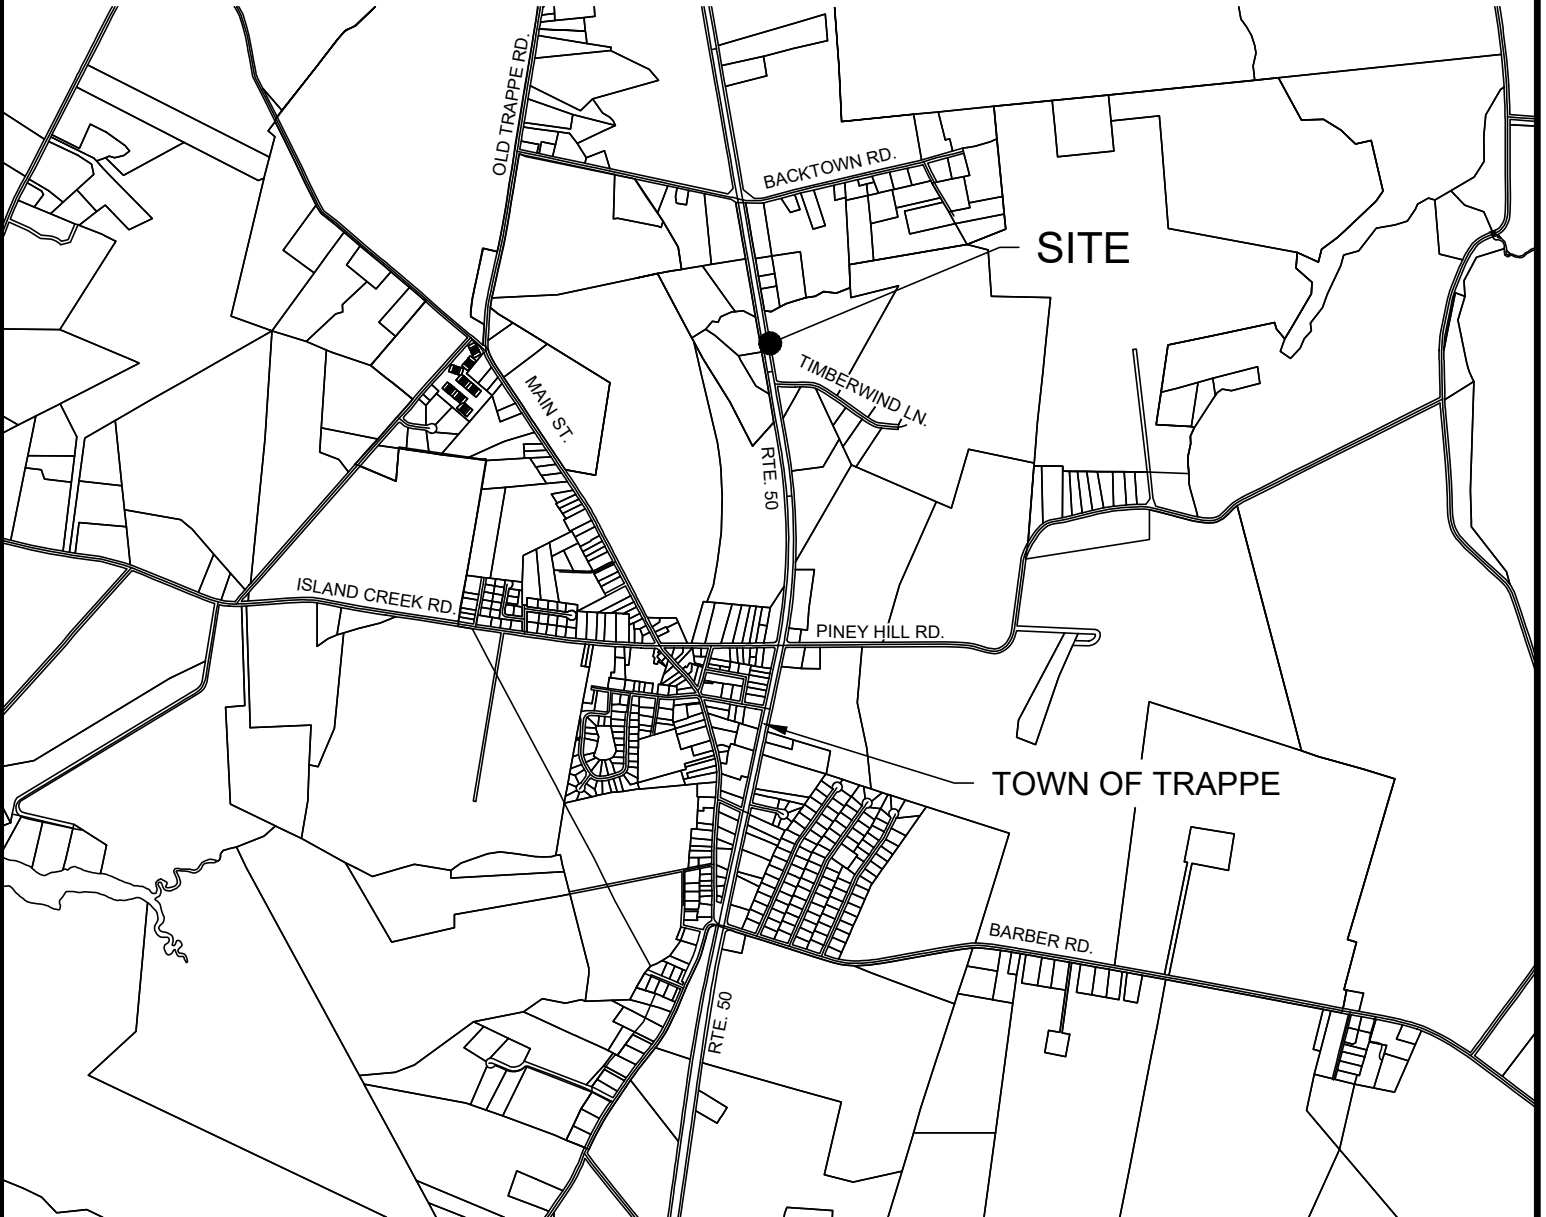 OLD TRAPPE RD.
BACKTOWN RD.
SITE
TIMBERWIND LN.
MAIN ST.
RTE. 50
ISLAND CREEK RD.
PINEY HILL RD.
TOWN OF TRAPPE
BARBER RD.
RTE. 50